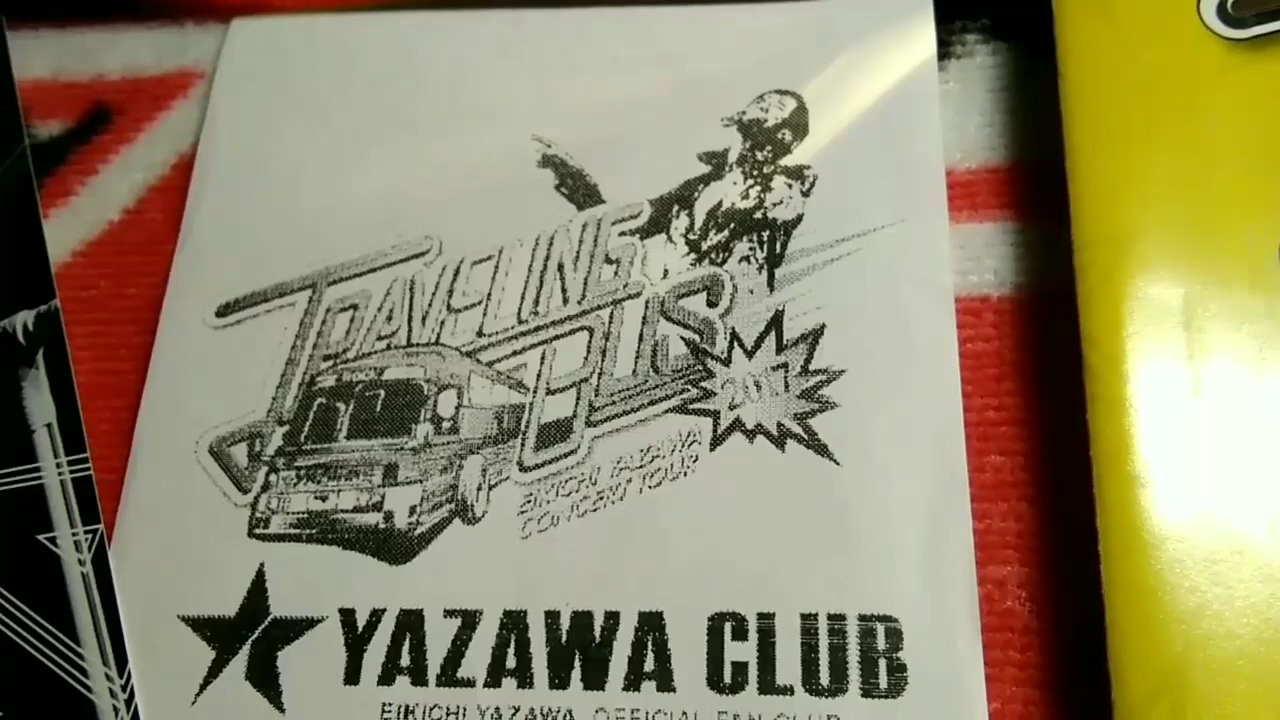 TRAVELING
BUS
2017
EIKICHI YAZAWA
CONCERT TOUR
YAZAWA CLUB
EIKICHI YAZAWA OFFICIAL FAN CLUB